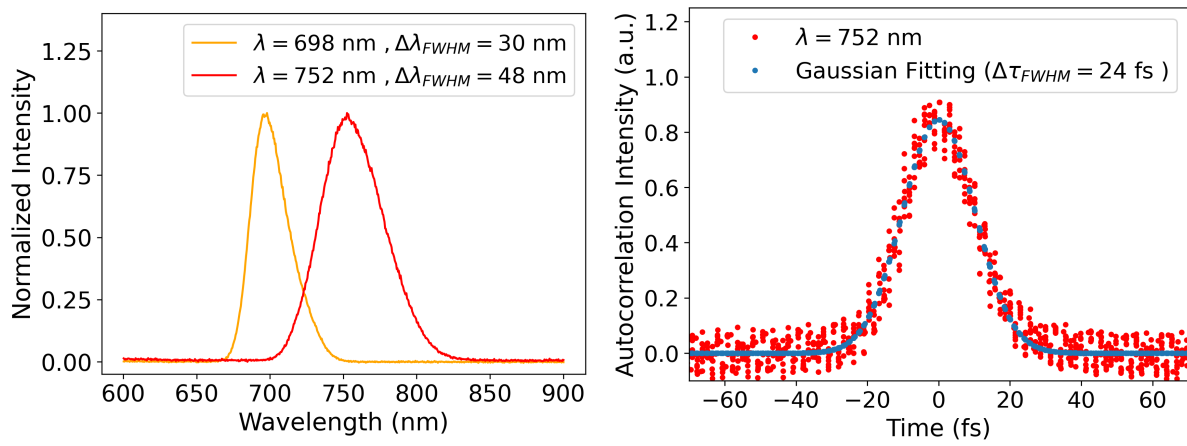 λ = 698 nm , Δλ_FWHM = 30 nm
λ = 752 nm , Δλ_FWHM = 48 nm
Normalized Intensity
1.25
1.00
0.75
0.50
0.25
0.00
600 650 700 750 800 850 900
Wavelength (nm)
λ = 752 nm
Gaussian Fitting (Δτ_FWHM = 24 fs )
Autocorrelation Intensity (a.u.)
1.2
1.0
0.8
0.6
0.4
0.2
0.0
−60 −40 −20 0 20 40 60
Time (fs)